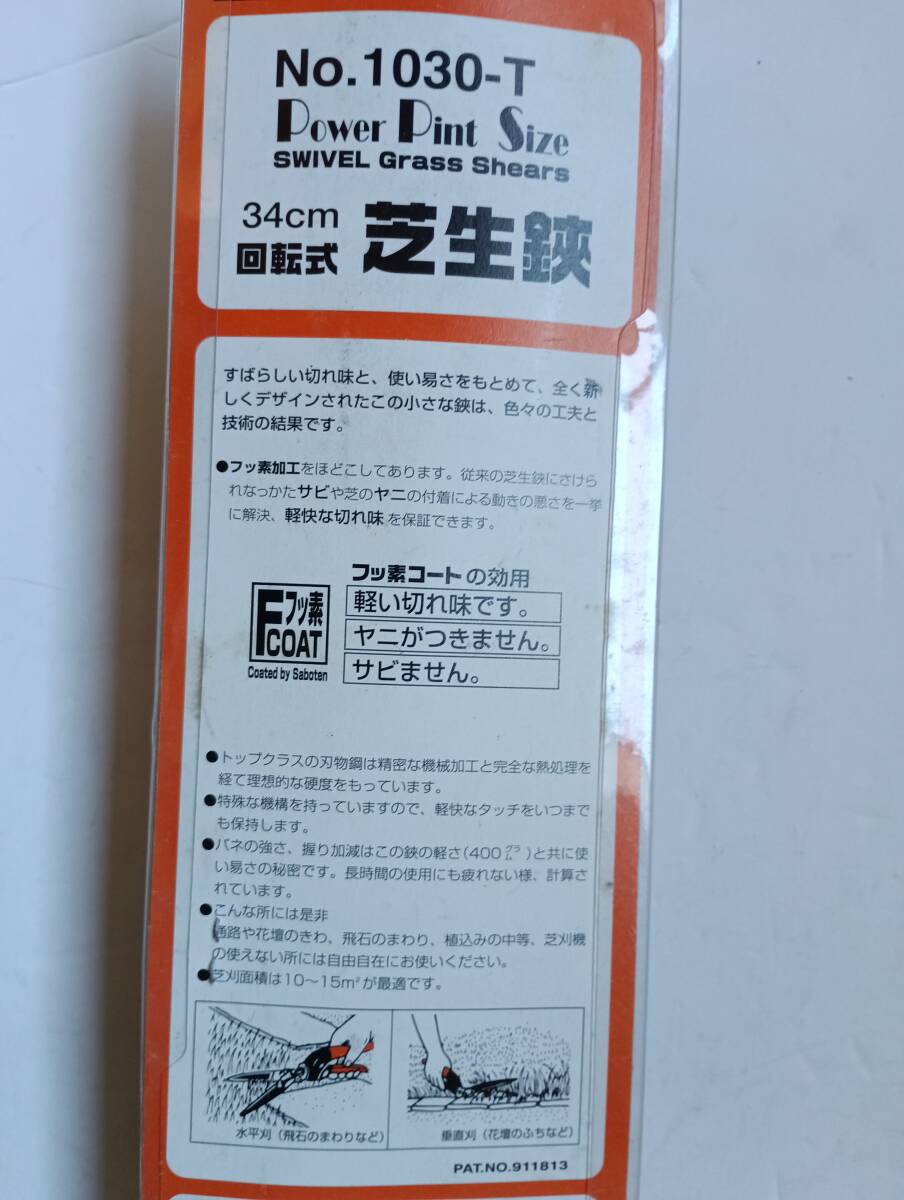 No.1030-T
Power Pint Size
SWIVEL Grass Shears
34cm
回転式 芝生鋏
すばらしい切れ味と、使い易さをもとめて、全く新
しくデザインされたこの小さな鋏は、色々の工夫と
技術の結果です。
●フッ素加工をほどこしてあります。従来の芝生鋏にさけら
れなっかたサビや芝のヤニの付着による動きの悪さを一挙
に解決、軽快な切れ味を保証できます。
フッ素コートの効用
フッ素
F COAT
Coated by Saboten
軽い切れ味です。
ヤニがつきません。
サビません。
●トップクラスの刃物鋼は精密な機械加工と完全な熱処理を
経て理想的な硬度をもっています。
●特殊な機構を持っていますので、軽快なタッチをいつまで
も保持します。
●バネの強さ、握り加減はこの鋏の軽さ(400グラム)と共に使
い易さの秘密です。長時間の使用にも疲れない様、計算さ
れています。
●こんな所には是非
通路や花壇のきわ、飛石のまわり、植込みの中等、芝刈機
の使えない所には自由自在にお使いください。
●芝刈面積は10〜15m²が最適です。
水平刈(飛石のまわりなど)
垂直刈(花壇のふちなど)
PAT.NO.911813